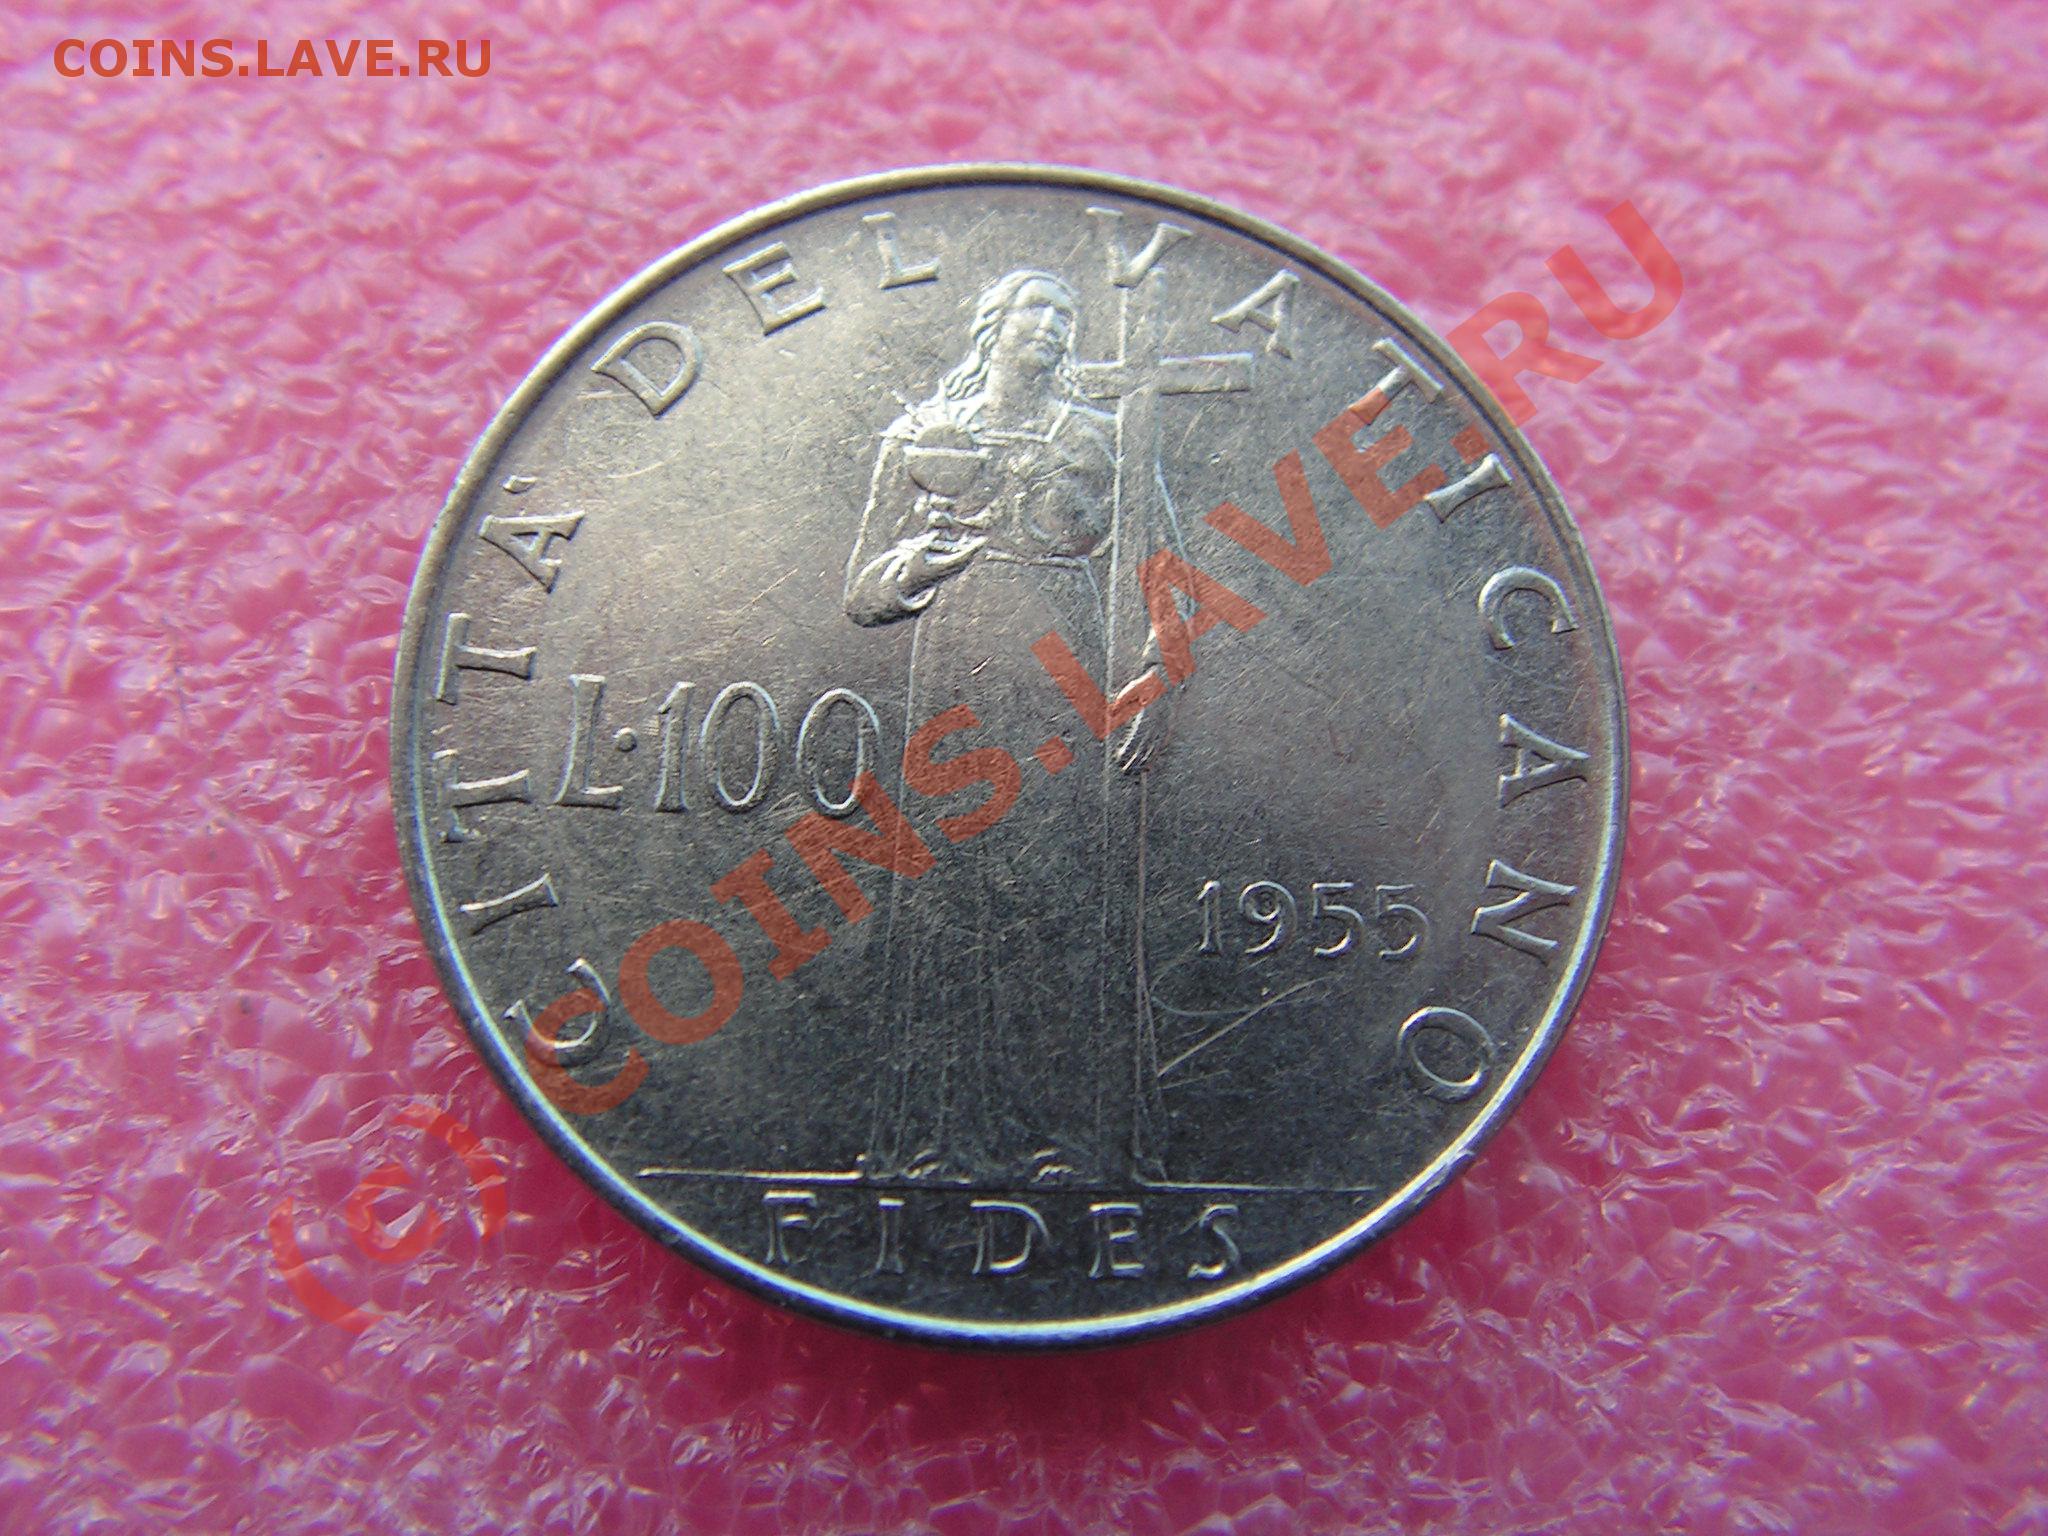 COINS.LAVE.RU
CITTA' DEL VATICANO
L·100
1955
FIDES
(c) COINS.LAVE.RU